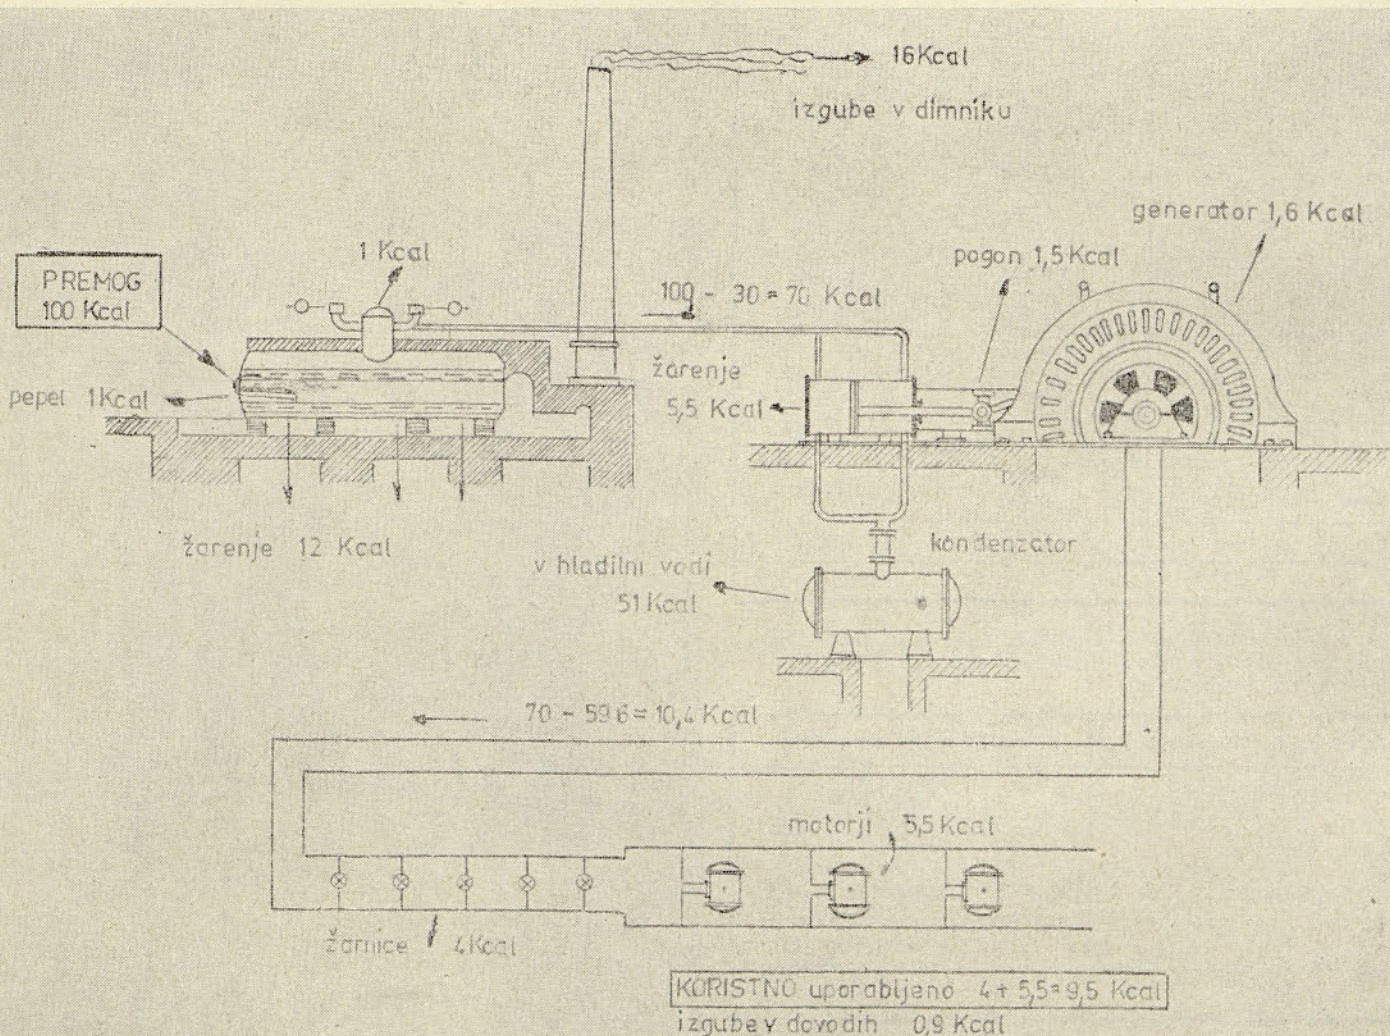 16Kcal
izgube v dimniku
generator 1,6 Kcal
1 Kcal
pogon 1,5Kcal
PREMOG
100 Kcal
100 - 30 = 70 Kcal
žarenje
5,5 Kcal
pepel 1Kcal
žarenje 12 Kcal
kondenzator
v hladilni vodi
51 Kcal
70 - 59 6 = 10,4 Kcal
motorji 5,5 Kcal
žarnice 4Kcal
KORISTNO uporabljeno 4 + 5,5 = 9,5 Kcal
izgube v dovodih 0,9 Kcal